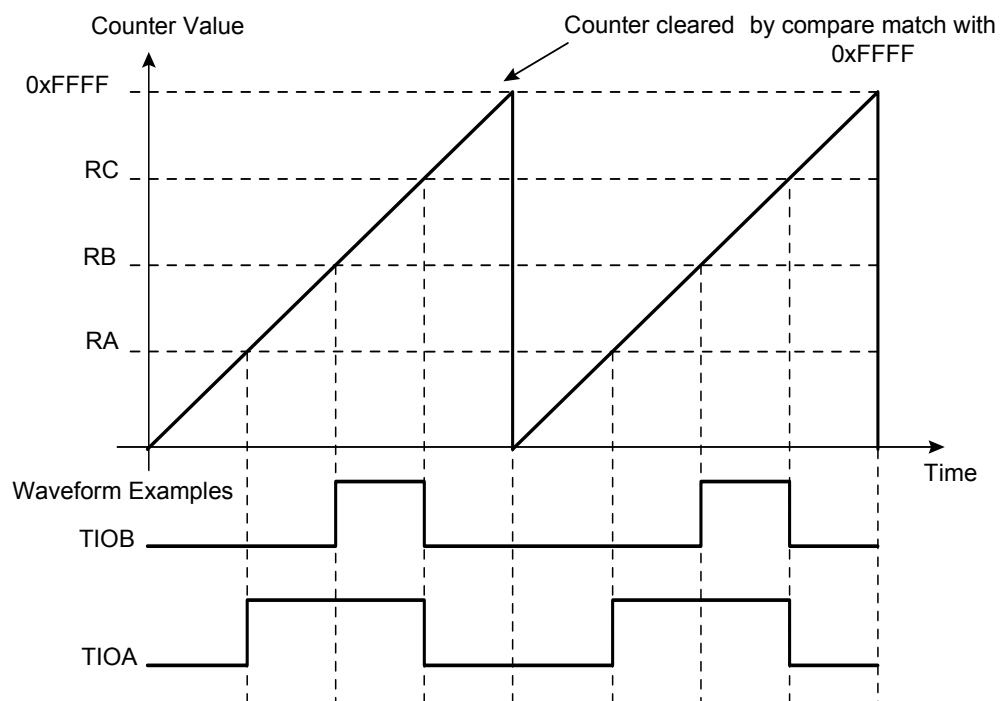 Counter Value
Counter cleared by compare match with
0xFFFF
0xFFFF
RC
RB
RA
Time
Waveform Examples
TIOB
TIOA